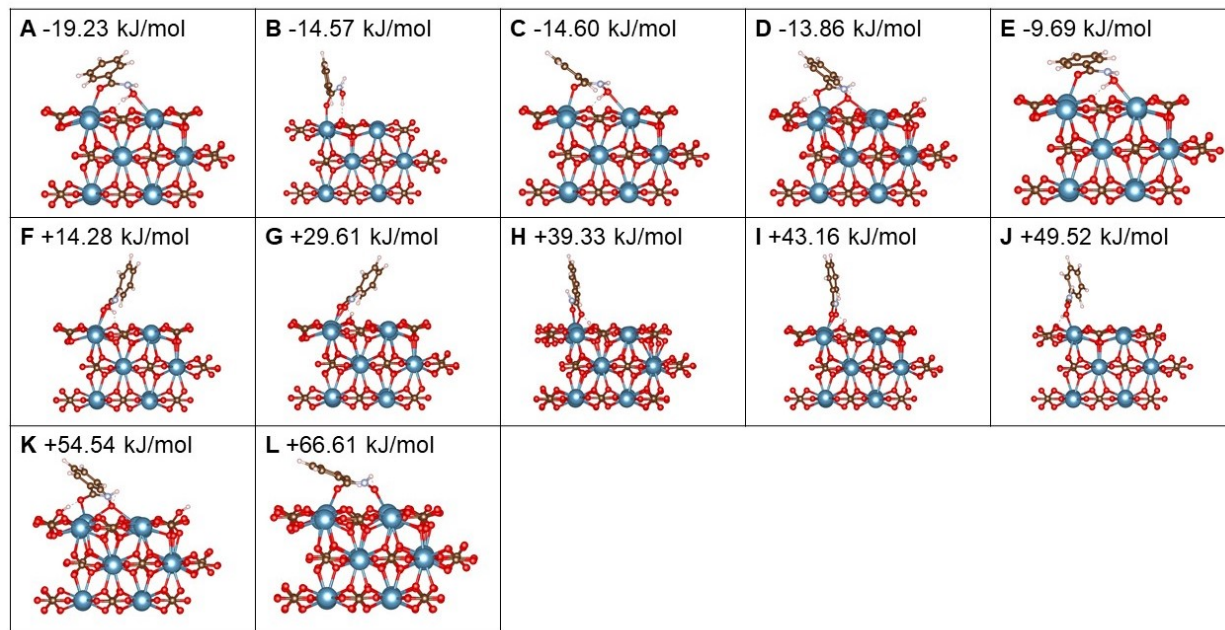 A -19.23 kJ/mol
B -14.57 kJ/mol
C -14.60 kJ/mol
D -13.86 kJ/mol
E -9.69 kJ/mol
F +14.28 kJ/mol
G +29.61 kJ/mol
H +39.33 kJ/mol
I +43.16 kJ/mol
J +49.52 kJ/mol
K +54.54 kJ/mol
L +66.61 kJ/mol